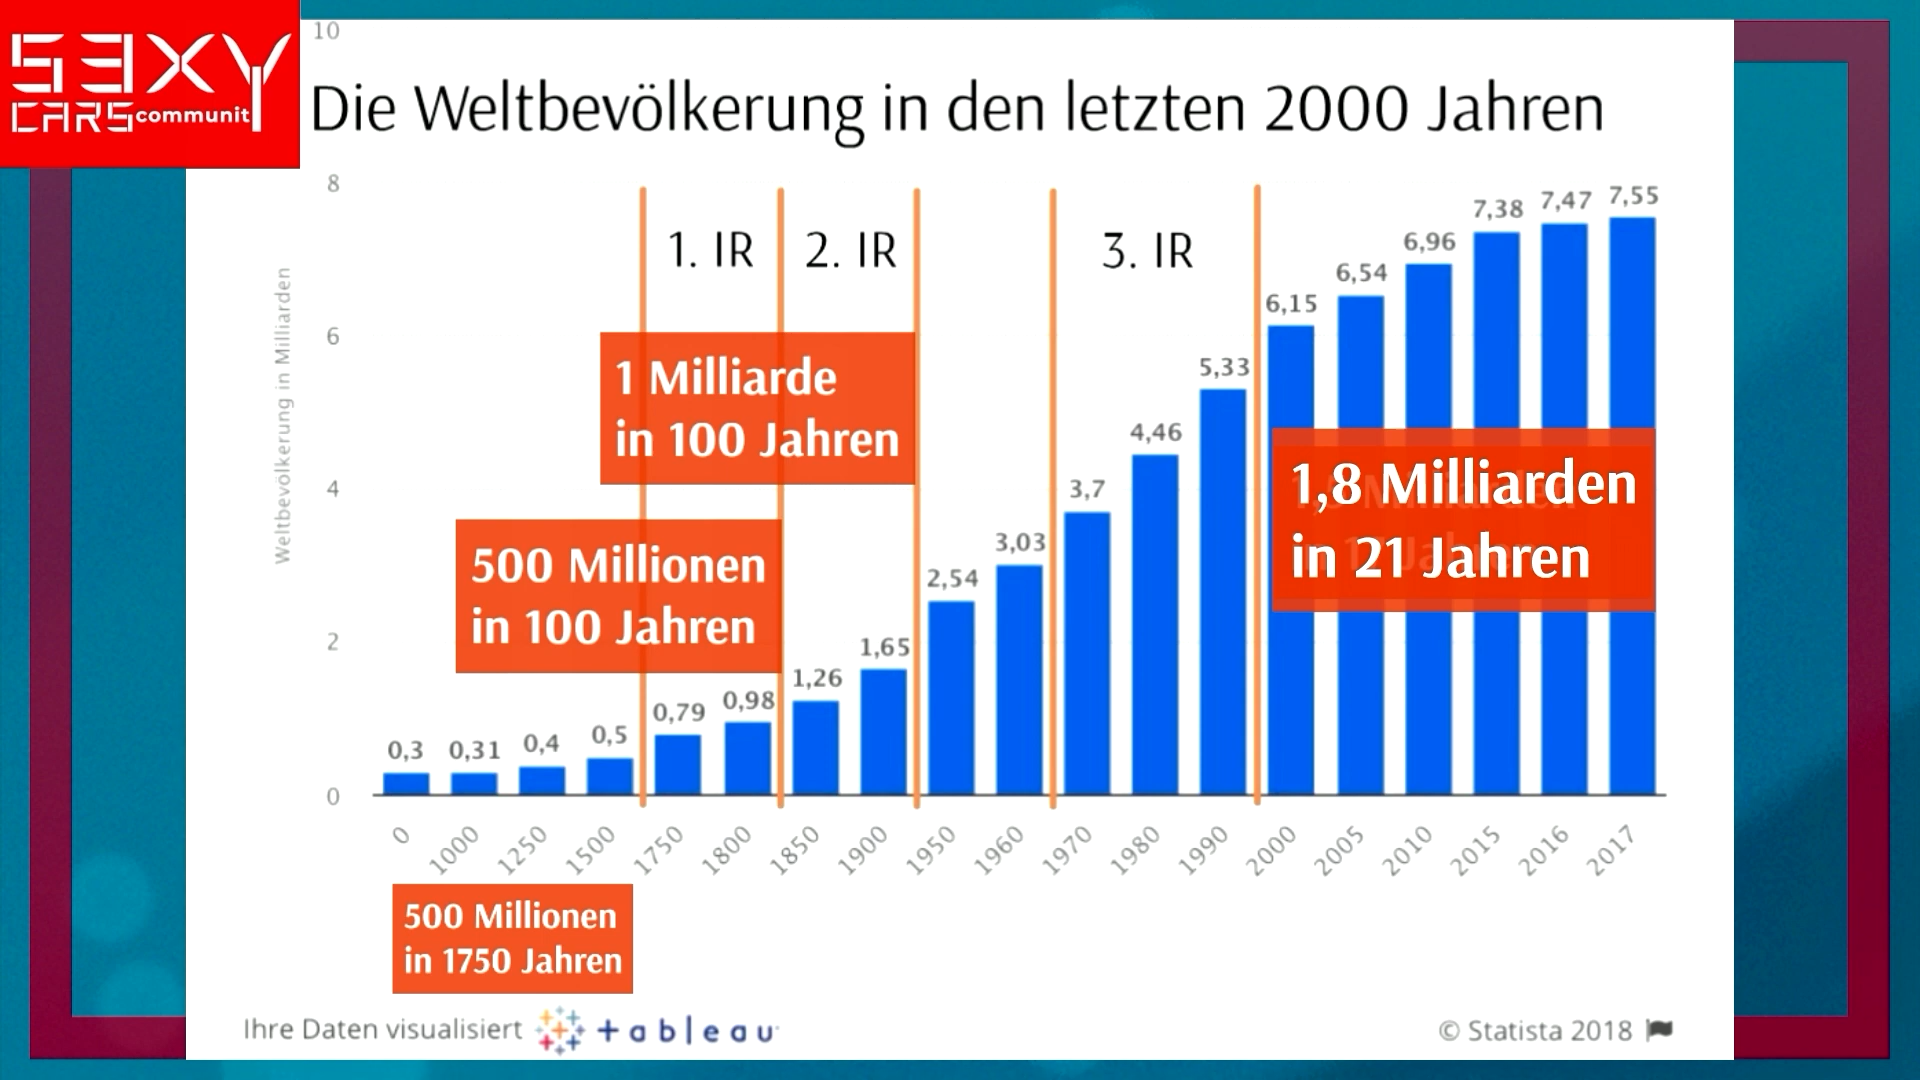 S3XY
CARS community
Die Weltbevölkerung in den letzten 2000 Jahren
Weltbevölkerung in Milliarden
10
8
6
4
2
0
1. IR
2. IR
3. IR
1 Milliarde
in 100 Jahren
500 Millionen
in 100 Jahren
1,8 Milliarden
in 21 Jahren
0,3
0,31
0,4
0,5
0,79
0,98
1,26
1,65
2,54
3,03
3,7
4,46
5,33
6,15
6,54
6,96
7,38
7,47
7,55
0
1000
1250
1500
1750
1800
1850
1900
1950
1960
1970
1980
1990
2000
2005
2010
2015
2016
2017
500 Millionen
in 1750 Jahren
Ihre Daten visualisiert +ableau
© Statista 2018